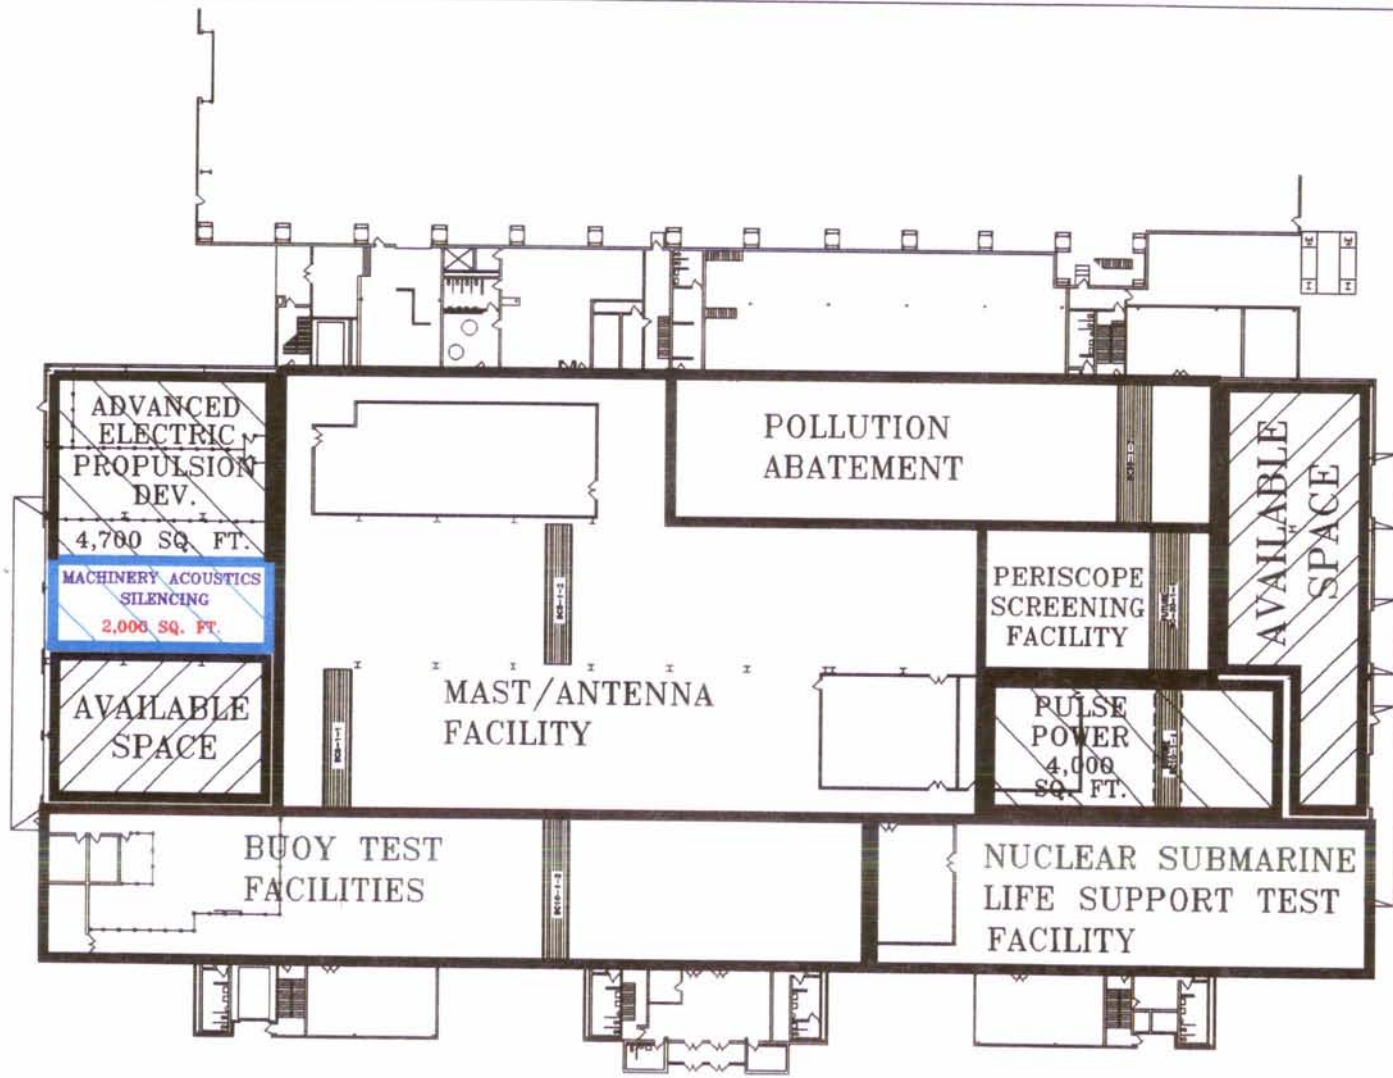 ADVANCED
ELECTRIC
PROPULSION
DEV.
4,700 SQ. FT.
MACHINERY ACOUSTICS
SILENCING
2,000 SQ. FT.
AVAILABLE
SPACE
MAST/ANTENNA
FACILITY
POLLUTION
ABATEMENT
PERISCOPE
SCREENING
FACILITY
PULSE
POWER
4,000
SQ. FT.
AVAILABLE
SPACE
BUOY TEST
FACILITIES
NUCLEAR SUBMARINE
LIFE SUPPORT TEST
FACILITY